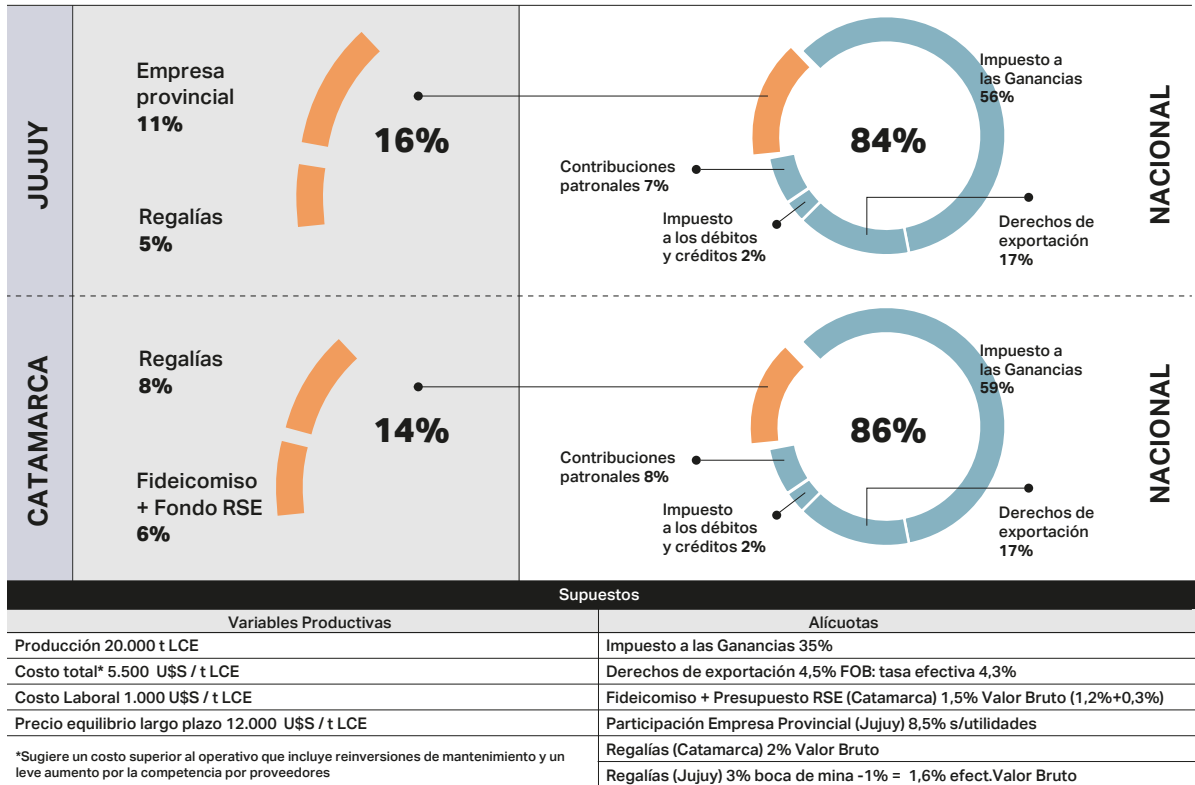 JUJUY
Empresa
provincial
11%
16%
Regalías
5%
Impuesto a
las Ganancias
56%
84%
Contribuciones
patronales 7%
Impuesto
a los débitos
y créditos 2%
Derechos de
exportación
17%
NACIONAL
CATAMARCA
Regalías
8%
14%
Fideicomiso
+ Fondo RSE
6%
Impuesto a
las Ganancias
59%
86%
Contribuciones
patronales 8%
Impuesto
a los débitos
y créditos 2%
Derechos de
exportación
17%
NACIONAL
Supuestos
Variables Productivas
Alícuotas
Producción 20.000 t LCE
Impuesto a las Ganancias 35%
Costo total* 5.500 U$S / t LCE
Derechos de exportación 4,5% FOB: tasa efectiva 4,3%
Costo Laboral 1.000 U$S / t LCE
Fideicomiso + Presupuesto RSE (Catamarca) 1,5% Valor Bruto (1,2%+0,3%)
Precio equilibrio largo plazo 12.000 U$S / t LCE
Participación Empresa Provincial (Jujuy) 8,5% s/utilidades
*Sugiere un costo superior al operativo que incluye reinversiones de mantenimiento y un
leve aumento por la competencia por proveedores
Regalías (Catamarca) 2% Valor Bruto
Regalías (Jujuy) 3% boca de mina -1% = 1,6% efect.Valor Bruto